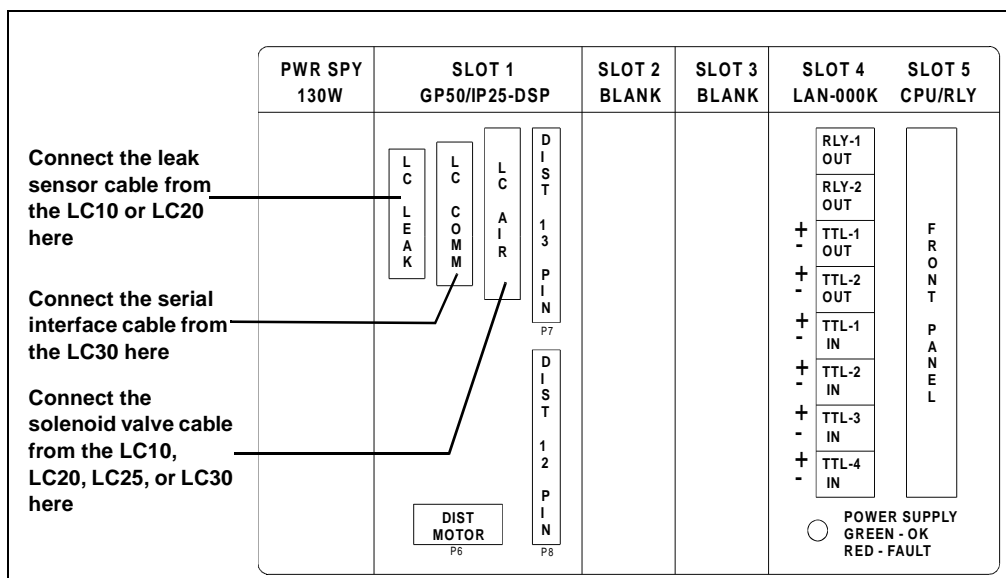 PWR SPY
130W
SLOT 1
GP50/IP25-DSP
SLOT 2
BLANK
SLOT 3
BLANK
SLOT 4
LAN-000K
SLOT 5
CPU/RLY
Connect the leak
sensor cable from
the LC10 or LC20
here
Connect the serial
interface cable from
the LC30 here
Connect the
solenoid valve cable
from the LC10,
LC20, LC25, or LC30
here
LC LEAK
LC COMM
LC AIR
DIST 13 PIN
P7
DIST 12 PIN
P8
DIST
MOTOR
P6
RLY-1
OUT
RLY-2
OUT
+ TTL-1
- OUT
+ TTL-2
- OUT
+ TTL-1
- IN
+ TTL-2
- IN
+ TTL-3
- IN
+ TTL-4
- IN
FRONT PANEL
POWER SUPPLY
GREEN - OK
RED - FAULT